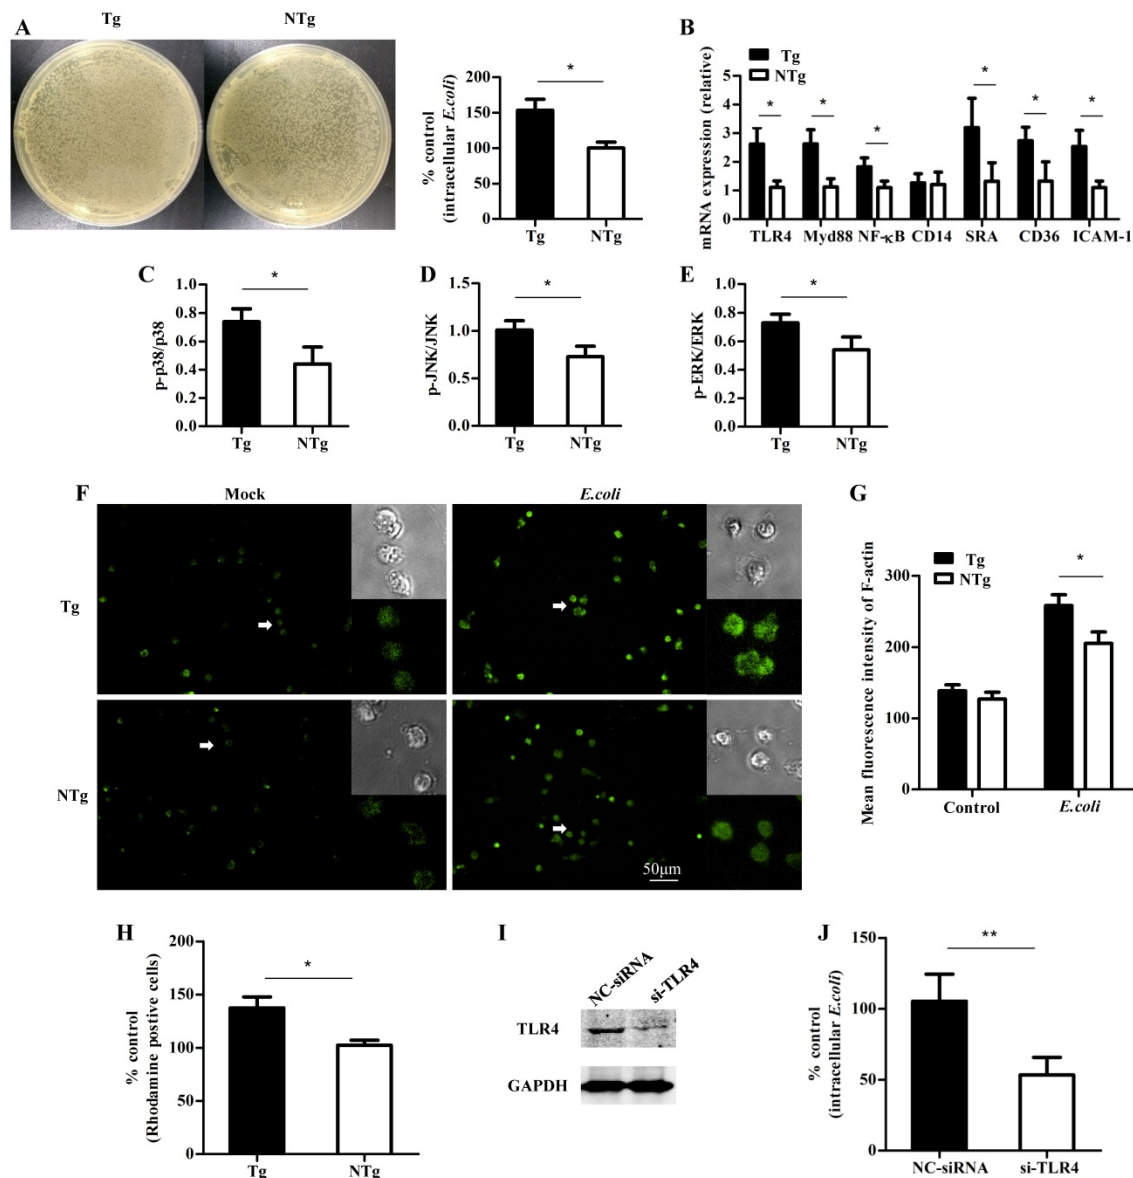 A
Tg
NTg
% control
(intracellular E.coli)
200
150
100
50
0
*
Tg
NTg
B
mRNA expression (relative)
Tg
NTg
5
4
3
2
1
0
* * * * * *
TLR4 Myd88 NF-κB CD14 SRA CD36 ICAM-1
C
p-p38/p38
1.0
0.8
0.6
0.4
0.2
0.0
*
Tg
NTg
D
p-JNK/JNK
1.5
1.0
0.5
0.0
*
Tg
NTg
E
p-ERK/ERK
1.0
0.8
0.6
0.4
0.2
0.0
*
Tg
NTg
F
Mock
E.coli
Tg
NTg
50μm
G
Mean fluorescence intensity of F-actin
Tg
NTg
300
200
100
0
*
Control
E.coli
H
% control
(Rhodamine postive cells)
200
150
100
50
0
*
Tg
NTg
I
NC-siRNA
si-TLR4
TLR4
GAPDH
J
% control
(intracellular E.coli)
150
100
50
0
**
NC-siRNA
si-TLR4